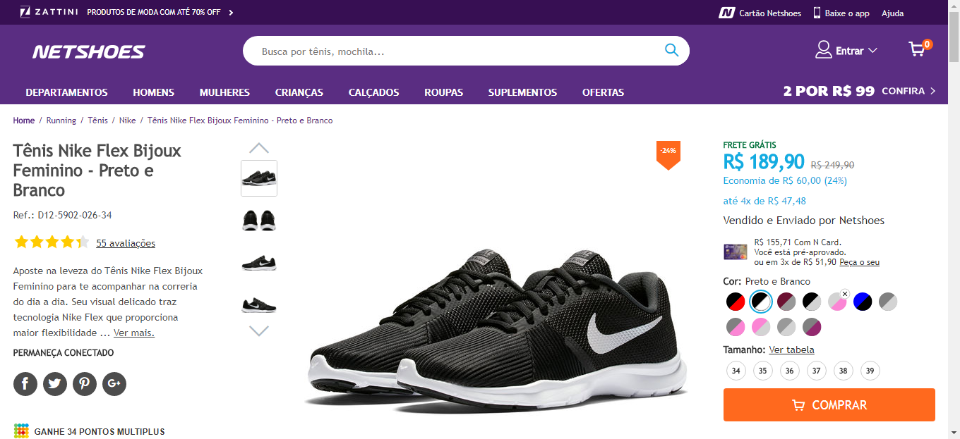 ZATTINI PRODUTOS DE MODA COM ATÉ 70% OFF
Cartão Netshoes Baixe o app Ajuda
NETSHOES
Busca por tênis, mochila...
Entrar
0
DEPARTAMENTOS HOMENS MULHERES CRIANÇAS CALÇADOS ROUPAS SUPLEMENTOS OFERTAS
2 POR R$ 99 CONFIRA
Home / Running / Tênis / Nike / Tênis Nike Flex Bijoux Feminino - Preto e Branco
Tênis Nike Flex Bijoux
Feminino - Preto e
Branco
Ref.: D12-5902-026-34
55 avaliações
Aposte na leveza do Tênis Nike Flex Bijoux
Feminino para te acompanhar na correria
do dia a dia. Seu visual delicado traz
tecnologia Nike Flex que proporciona
maior flexibilidade ... Ver mais.
PERMANEÇA CONECTADO
GANHE 34 PONTOS MULTIPLUS
-24%
FRETE GRÁTIS
R$ 189,90 R$ 249,90
Economia de R$ 60,00 (24%)
até 4x de R$ 47,48
Vendido e Enviado por Netshoes
R$ 155,71 Com N Card.
Você está pré-aprovado.
ou em 3x de R$ 51,90 Peça o seu
Cor: Preto e Branco
Tamanho: Ver tabela
34 35 36 37 38 39
COMPRAR